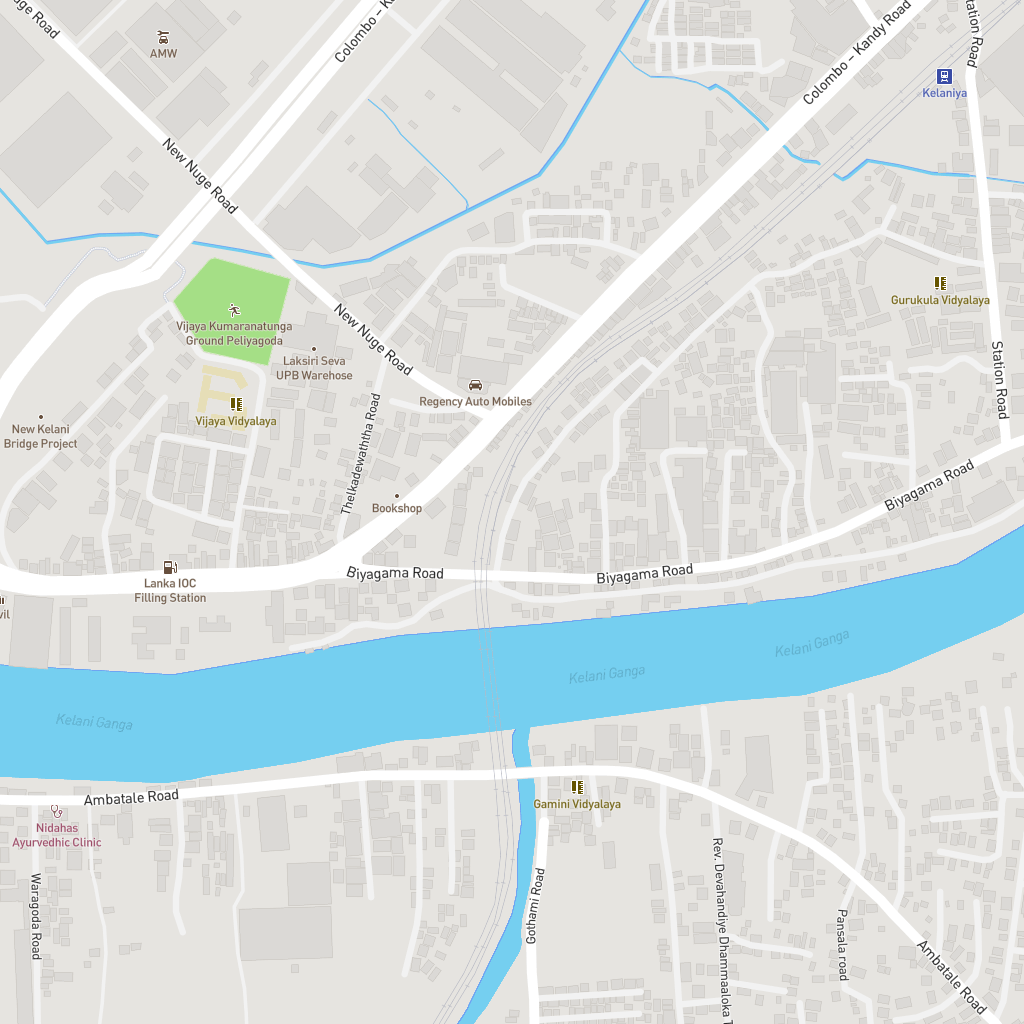 Nuge Road
Colombo – K
Station Road
AMW
Colombo – Kandy Road
Kelaniya
New Nuge Road
Gurukula Vidyalaya
Vijaya Kumaranatunga
Ground Peliyagoda
New Nuge Road
Laksiri Seva
UPB Warehose
Station Road
Regency Auto Mobiles
Vijaya Vidyalaya
New Kelani
Bridge Project
Thelkadewaththa Road
Bookshop
Biyagama Road
Lanka IOC
Filling Station
Biyagama Road
Biyagama Road
vil
Kelani Ganga
Kelani Ganga
Kelani Ganga
Ambatale Road
Gamini Vidyalaya
Nidahas
Ayurvedhic Clinic
Waragoda Road
Gothami Road
Rev. Devahandiye Dhammaaloka T
Pansala road
Ambatale Road